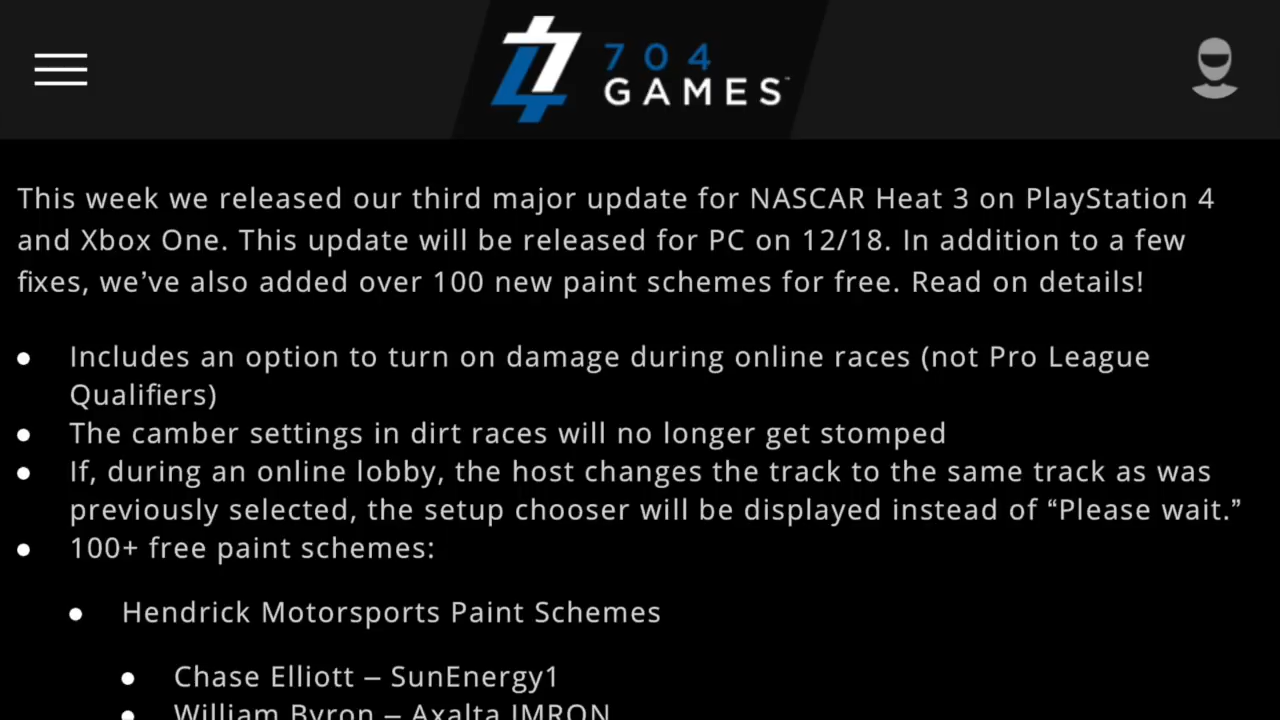 704
GAMES™
This week we released our third major update for NASCAR Heat 3 on PlayStation 4
and Xbox One. This update will be released for PC on 12/18. In addition to a few
fixes, we’ve also added over 100 new paint schemes for free. Read on details!
● Includes an option to turn on damage during online races (not Pro League
Qualifiers)
● The camber settings in dirt races will no longer get stomped
● If, during an online lobby, the host changes the track to the same track as was
previously selected, the setup chooser will be displayed instead of “Please wait.”
● 100+ free paint schemes:
● Hendrick Motorsports Paint Schemes
● Chase Elliott – SunEnergy1
● William Byron – Axalta IMRON